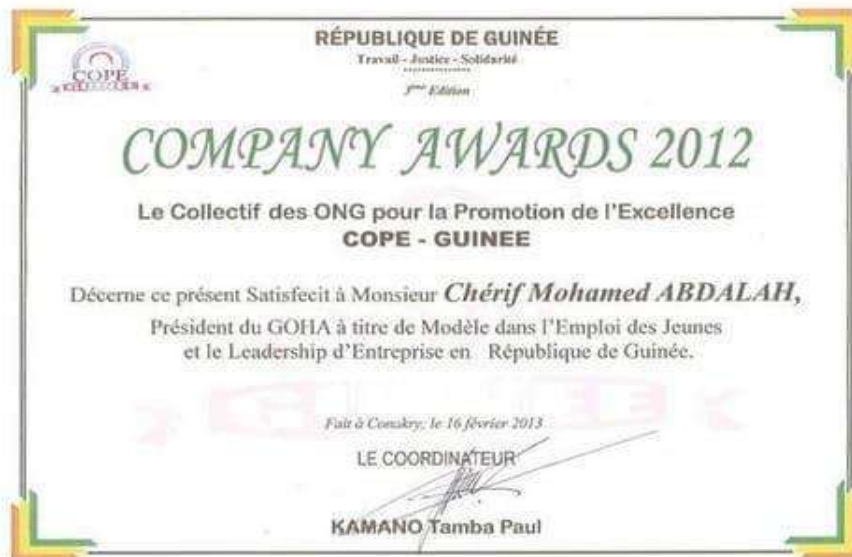 RÉPUBLIQUE DE GUINÉE
Travail - Justice - Solidarité
3ème Edition
COPE
COMPANY AWARDS 2012
Le Collectif des ONG pour la Promotion de l'Excellence
COPE - GUINEE
Décerne ce présent Satisfecit à Monsieur Chérif Mohamed ABDALAH,
Président du GOHA à titre de Modèle dans l'Emploi des Jeunes
et le Leadership d'Entreprise en République de Guinée.
Fait à Conakry, le 16 février 2013
LE COORDINATEUR
KAMANO Tamba Paul